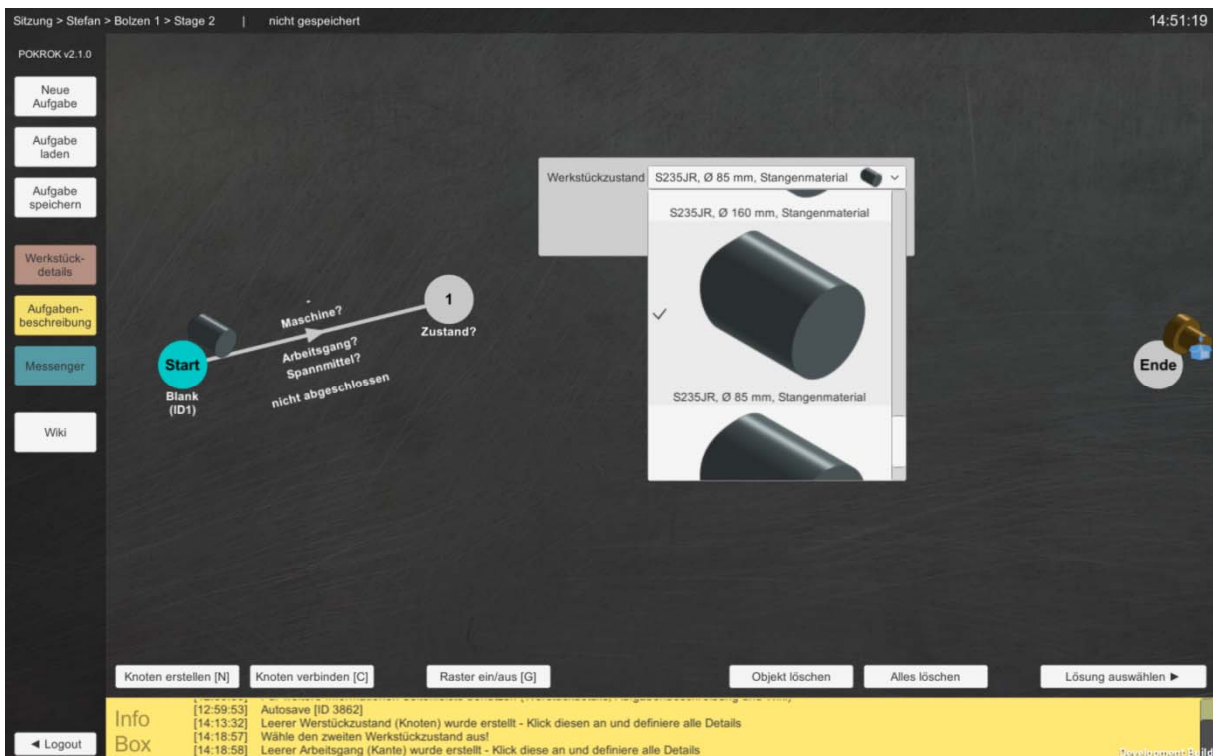 Sitzung > Stefan > Bolzen 1 > Stage 2 | nicht gespeichert 14:51:19
POKROK v2.1.0
Neue
Aufgabe
Aufgabe
laden
Aufgabe
speichern
Werkstück-
details
Aufgaben-
beschreibung
Messenger
Wiki
◄ Logout
Werkstückzustand S235JR, Ø 85 mm, Stangenmaterial
S235JR, Ø 160 mm, Stangenmaterial
S235JR, Ø 85 mm, Stangenmaterial
Start
Blank
(ID1)
-
Maschine?
Arbeitsgang?
Spannmittel?
nicht abgeschlossen
1
Zustand?
Ende
Knoten erstellen [N] Knoten verbinden [C] Raster ein/aus [G] Objekt löschen Alles löschen Lösung auswählen ►
Info
Box
[12:59:53] Autosave [ID 3862]
[14:13:32] Leerer Werstückzustand (Knoten) wurde erstellt - Klick diesen an und definiere alle Details
[14:18:57] Wähle den zweiten Werkstückzustand aus!
[14:18:58] Leerer Arbeitsgang (Kante) wurde erstellt - Klick diese an und definiere alle Details
Development Build